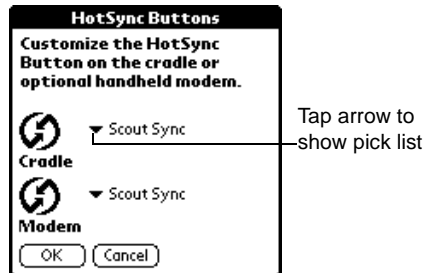 HotSync Buttons
Customize the HotSync
Button on the cradle or
optional handheld modem.
Scout Sync
Cradle
Scout Sync
Modem
OK Cancel
Tap arrow to
show pick list